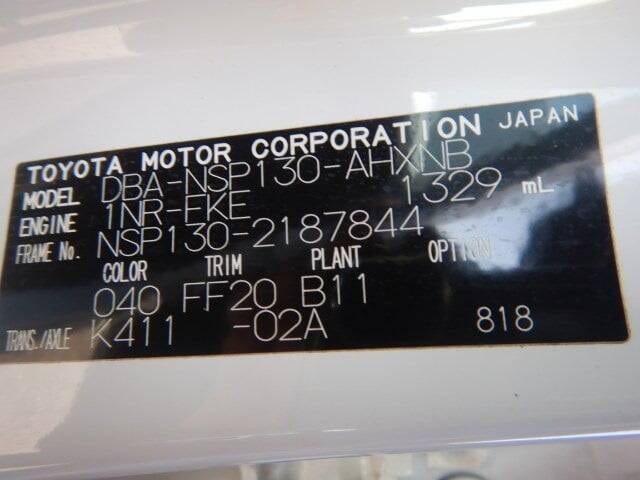 TOYOTA MOTOR CORPORATION JAPAN
MODEL DBA-NSP130-AHXNB
ENGINE 1NR-FKE 1329 mL
FRAME No. NSP130-2187844
COLOR TRIM PLANT OPTION
040 FF20 B11
TRANS./AXLE K411 -02A 818